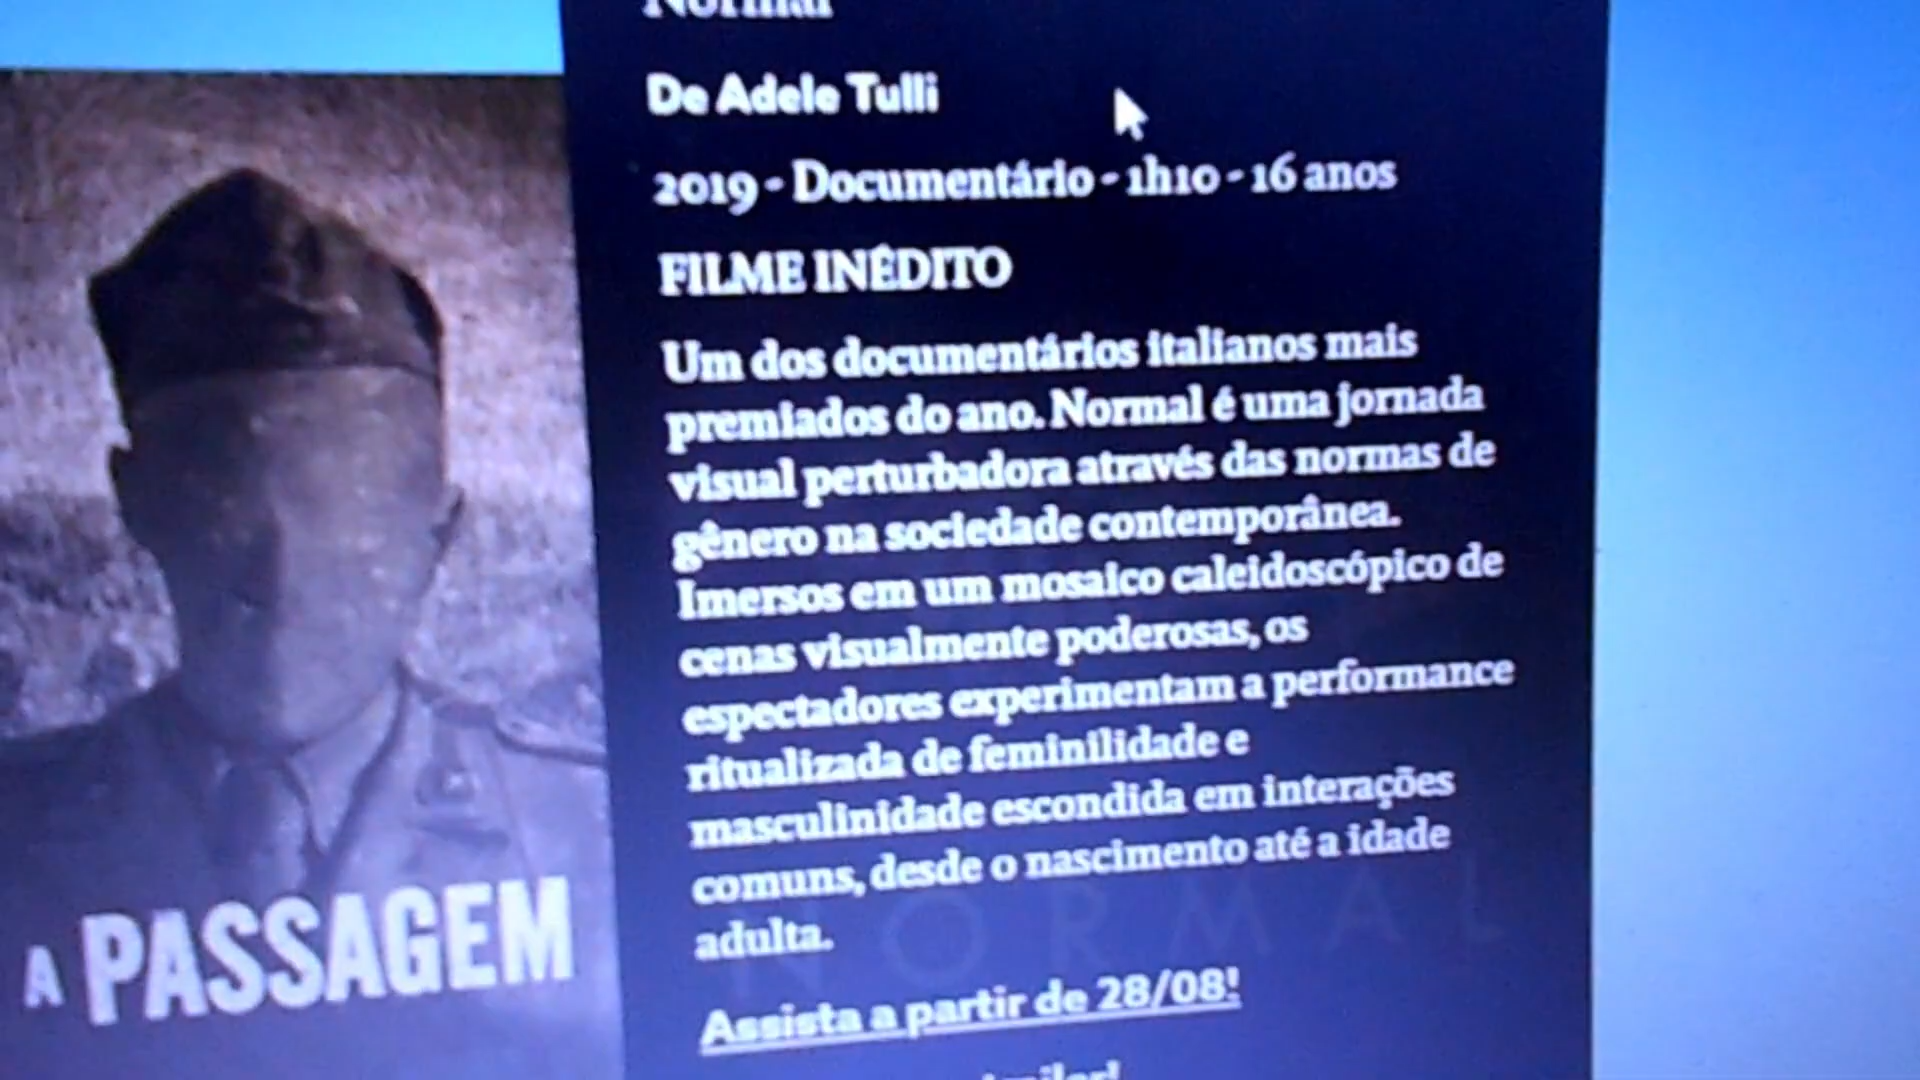 Normal
De Adele Tulli
2019 - Documentário - 1h10 - 16 anos
FILME INÉDITO
Um dos documentários italianos mais
premiados do ano. Normal é uma jornada
visual perturbadora através das normas de
gênero na sociedade contemporânea.
Imersos em um mosaico caleidoscópico de
cenas visualmente poderosas, os
espectadores experimentam a performance
ritualizada de feminilidade e
masculinidade escondida em interações
comuns, desde o nascimento até a idade
adulta.
NORMAL
Assista a partir de 28/08!
A PASSAGEM